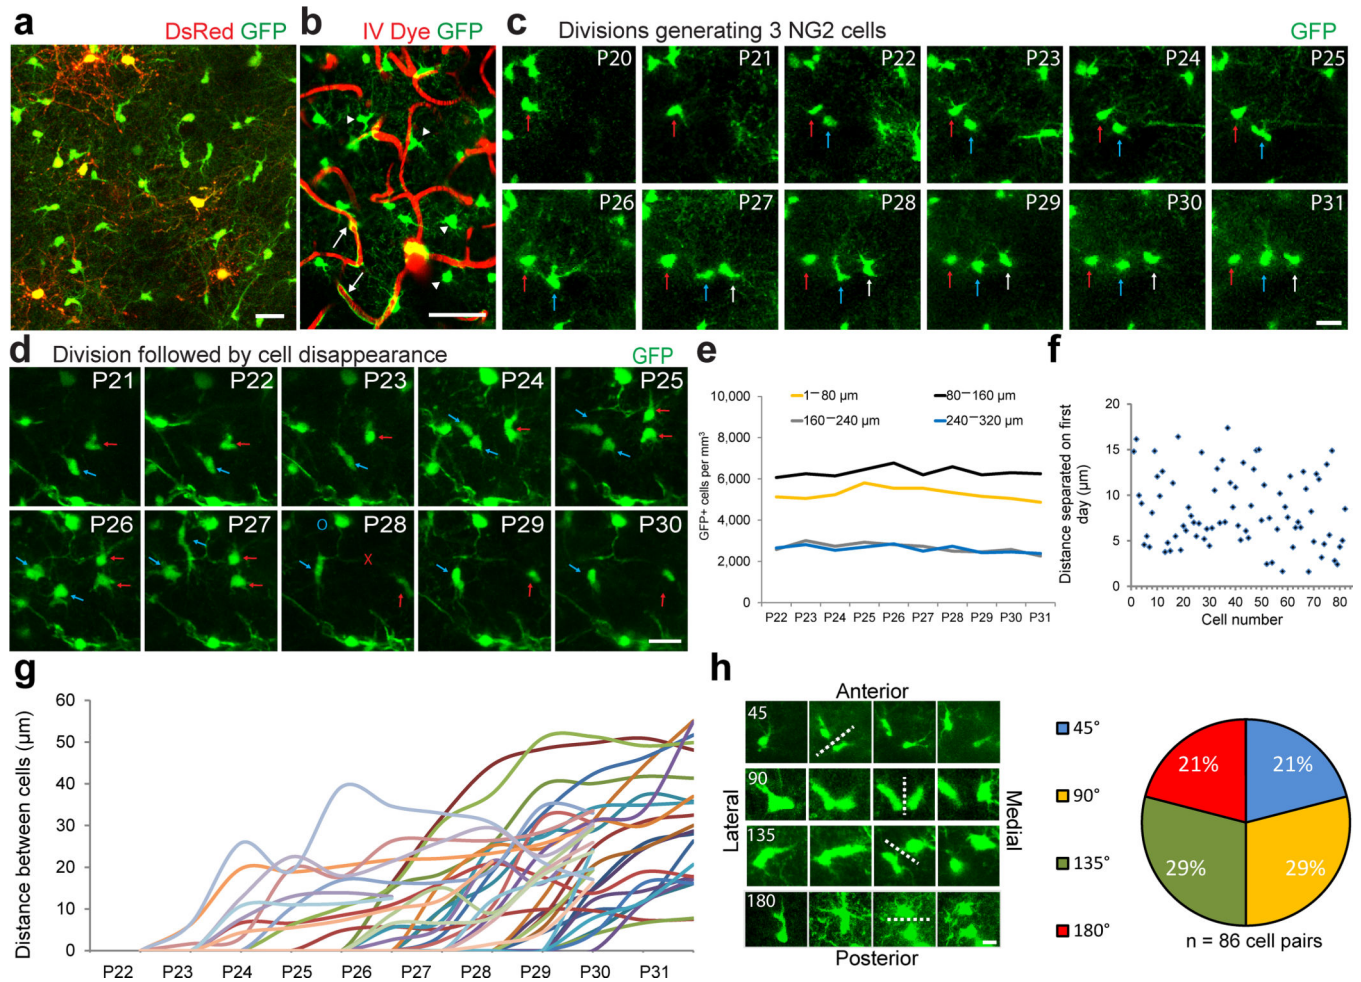 a
DsRed GFP
b
IV Dye GFP
c Divisions generating 3 NG2 cells GFP
P20 P21 P22 P23 P24 P25
P26 P27 P28 P29 P30 P31
d Division followed by cell disappearance GFP
P21 P22 P23 P24 P25
P26 P27 O P28 X P29 P30
e
1–80 µm 80–160 µm
160–240 µm 240–320 µm
GFP+ cells per mm³
10,000
8,000
6,000
4,000
2,000
0
P22 P23 P24 P25 P26 P27 P28 P29 P30 P31
f
Distance separated on first
day (µm)
20
15
10
5
0
0 10 20 30 40 50 60 70 80
Cell number
g
Distance between cells (µm)
60
50
40
30
20
10
0
P22 P23 P24 P25 P26 P27 P28 P29 P30 P31
h
Anterior
Lateral
45
90
135
180
Medial
Posterior
45°
90°
135°
180°
21% 21%
29% 29%
n = 86 cell pairs